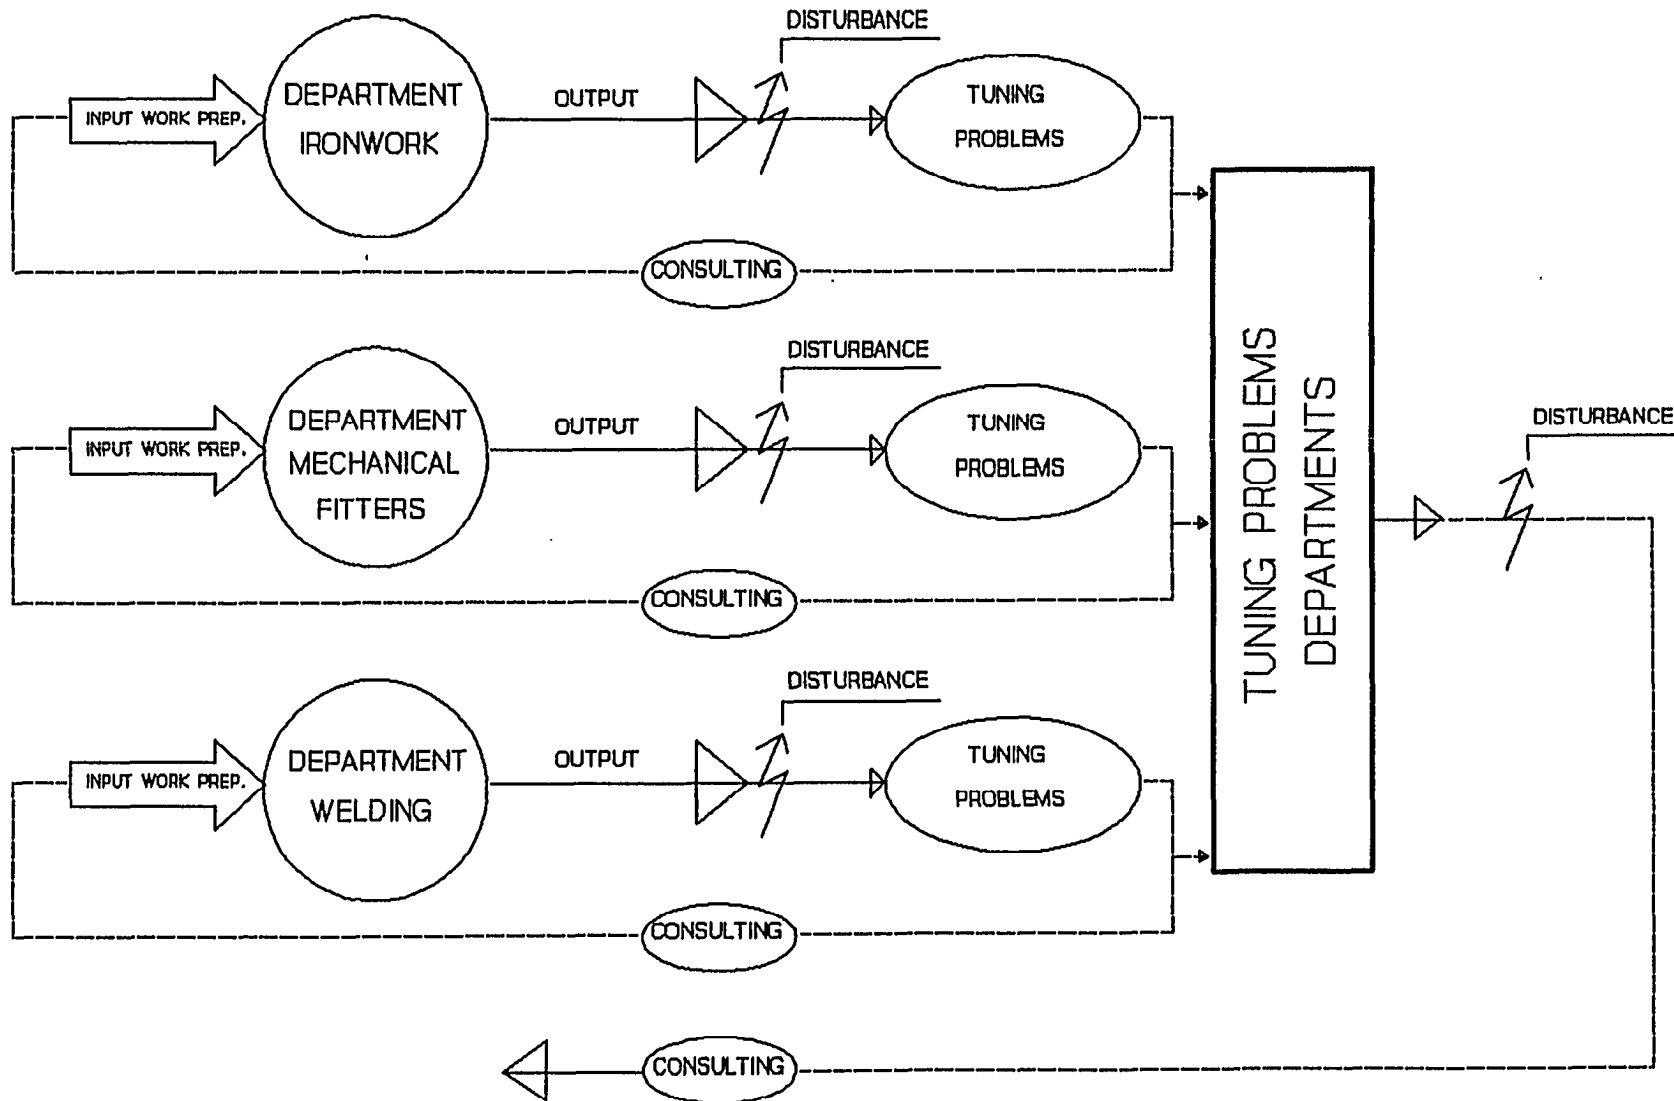 DISTURBANCE
INPUT WORK PREP.
DEPARTMENT
IRONWORK
OUTPUT
TUNING
PROBLEMS
CONSULTING
DISTURBANCE
INPUT WORK PREP.
DEPARTMENT
MECHANICAL
FITTERS
OUTPUT
TUNING
PROBLEMS
CONSULTING
DISTURBANCE
INPUT WORK PREP.
DEPARTMENT
WELDING
OUTPUT
TUNING
PROBLEMS
CONSULTING
TUNING PROBLEMS
DEPARTMENTS
DISTURBANCE
CONSULTING